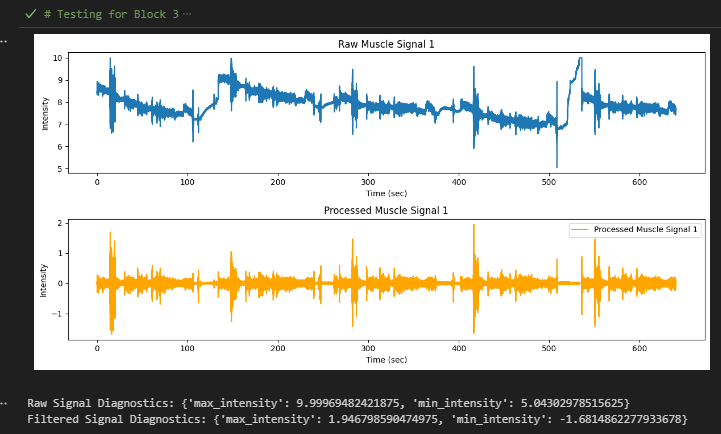 # Testing for Block 3 ...
Raw Muscle Signal 1
10
9
8
7
6
5
Intensity
0 100 200 300 400 500 600
Time (sec)
Processed Muscle Signal 1
Processed Muscle Signal 1
2
1
0
−1
Intensity
0 100 200 300 400 500 600
Time (sec)
Raw Signal Diagnostics: {'max_intensity': 9.99969482421875, 'min_intensity': 5.04302978515625}
Filtered Signal Diagnostics: {'max_intensity': 1.946798590474975, 'min_intensity': -1.6814862277933678}